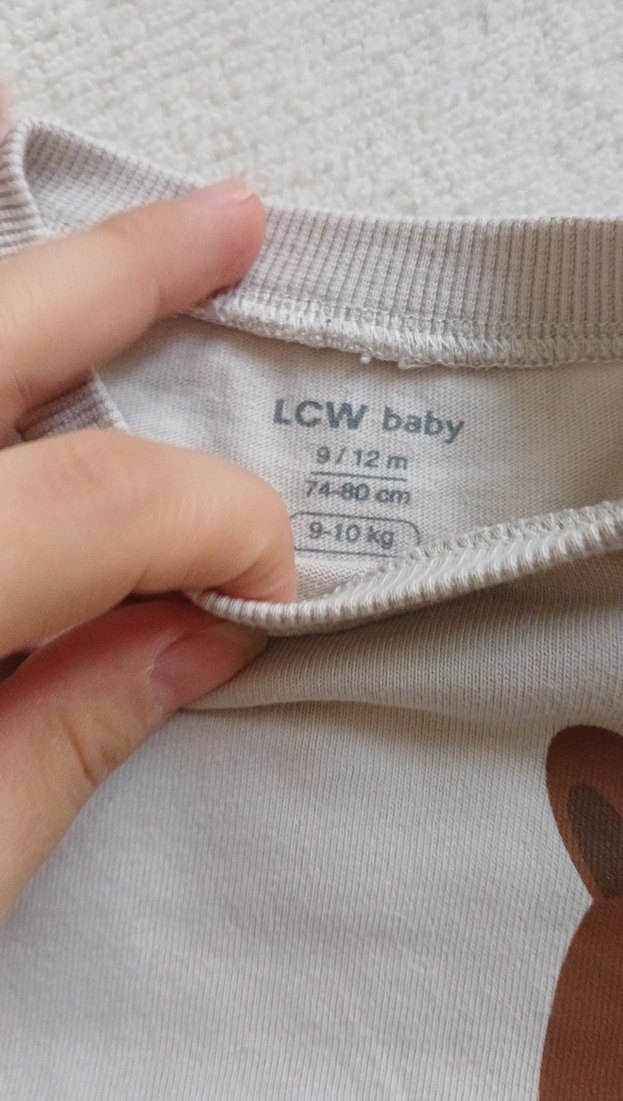 LCW baby
9/12 m
74-80 cm
9-10 kg